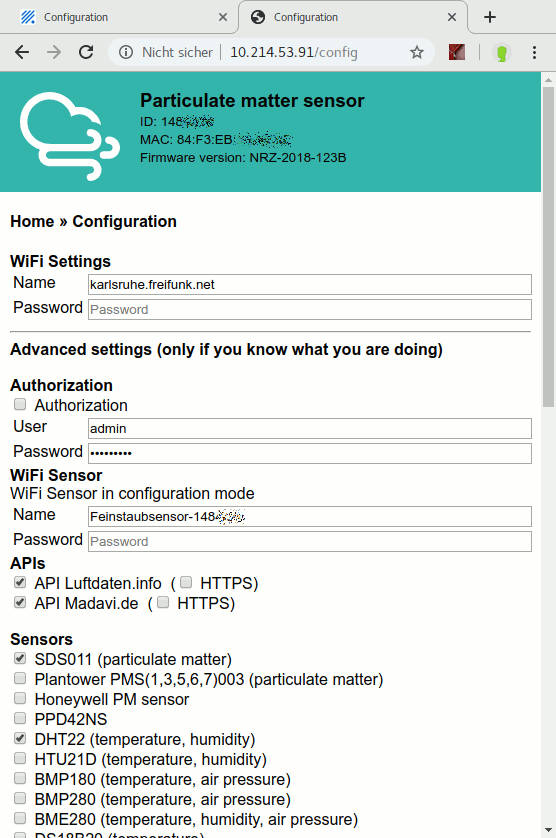 Configuration
Configuration
Nicht sicher 10.214.53.91/config
Particulate matter sensor
ID: 148
MAC: 84:F3:EB:
Firmware version: NRZ-2018-123B
Home » Configuration
WiFi Settings
Name karlsruhe.freifunk.net
Password Password
Advanced settings (only if you know what you are doing)
Authorization
Authorization
User admin
Password •••••••••
WiFi Sensor
WiFi Sensor in configuration mode
Name Feinstaubsensor-148
Password Password
APIs
API Luftdaten.info ( HTTPS)
API Madavi.de ( HTTPS)
Sensors
SDS011 (particulate matter)
Plantower PMS(1,3,5,6,7)003 (particulate matter)
Honeywell PM sensor
PPD42NS
DHT22 (temperature, humidity)
HTU21D (temperature, humidity)
BMP180 (temperature, air pressure)
BMP280 (temperature, air pressure)
BME280 (temperature, humidity, air pressure)
DS18B20 (temperature)